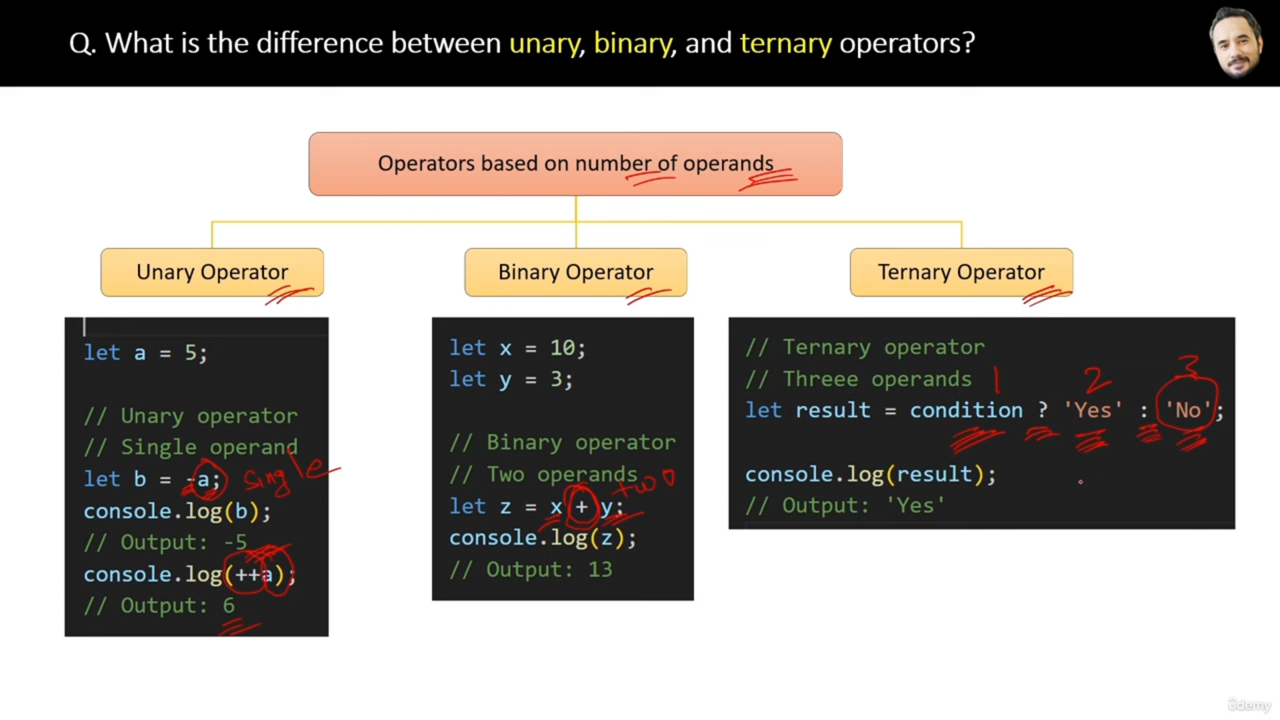 Q. What is the difference between unary, binary, and ternary operators?
Operators based on number of operands
Unary Operator
Binary Operator
Ternary Operator
let a = 5;
// Unary operator
// Single operand
let b = -a; single
console.log(b);
// Output: -5
console.log(++a);
// Output: 6
let x = 10;
let y = 3;
// Binary operator
// Two operands
let z = x + y; two
console.log(z);
// Output: 13
// Ternary operator
// Threee operands 1 2 3
let result = condition ? 'Yes' : 'No';
console.log(result);
// Output: 'Yes'
ûdemy